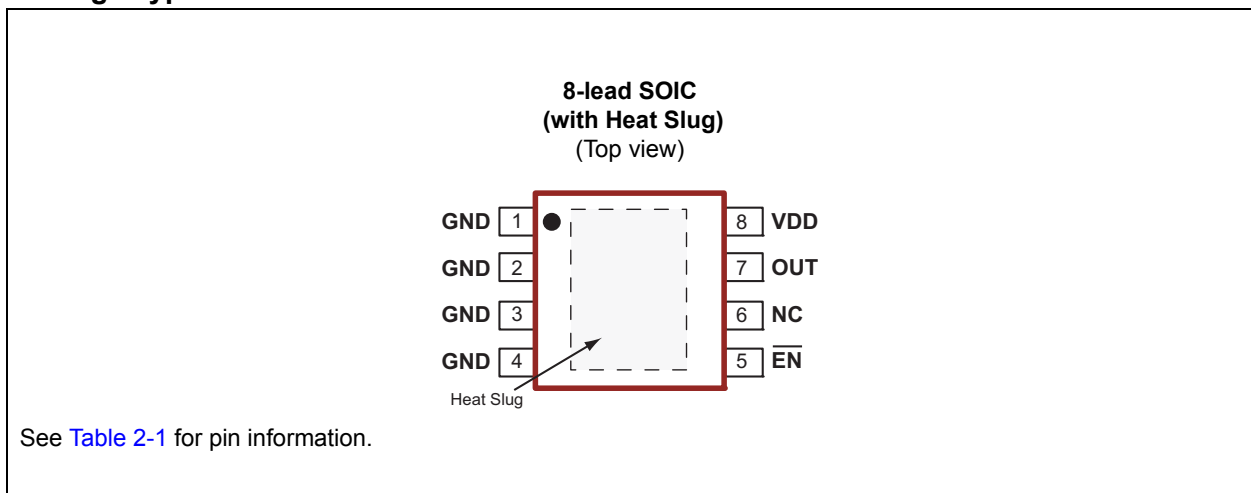 8-lead SOIC
(with Heat Slug)
(Top view)
GND 1 8 VDD
GND 2 7 OUT
GND 3 6 NC
GND 4 5 E̅N̅
Heat Slug
See Table 2-1 for pin information.